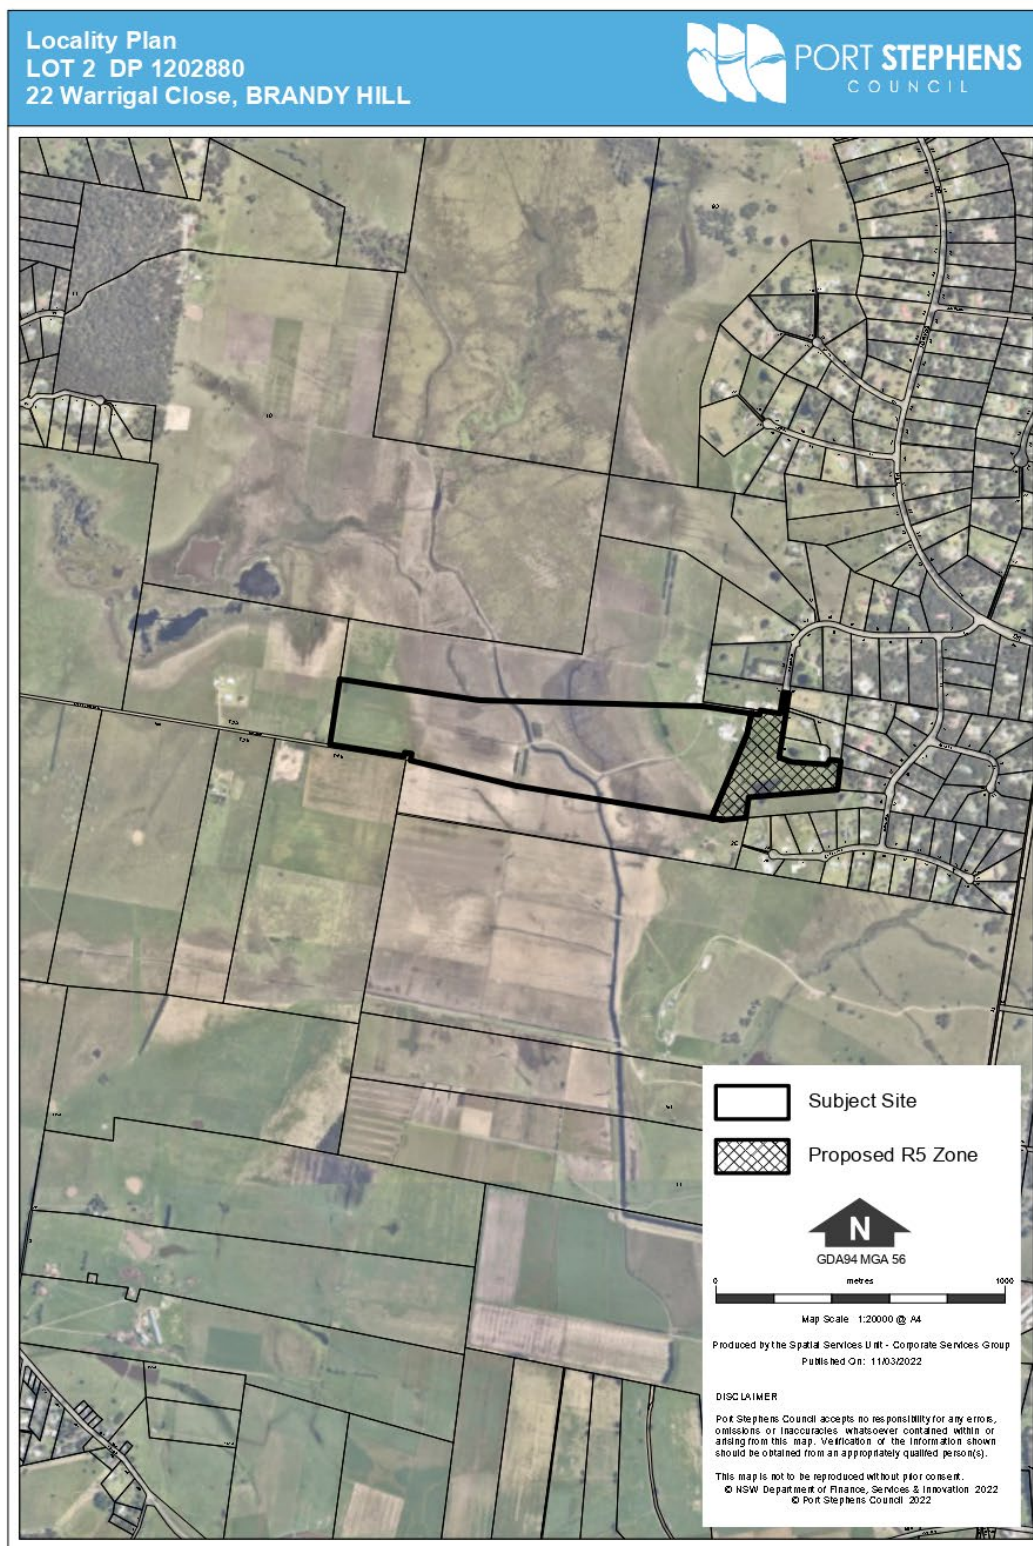 Locality Plan
LOT 2 DP 1202880
22 Warrigal Close, BRANDY HILL
PORT STEPHENS
COUNCIL
Subject Site
Proposed R5 Zone
N
GDA94 MGA 56
0 metres 1000
Map Scale 1:20000 @ A4
Produced by the Spatial Services Unit - Corporate Services Group
Published On: 11/03/2022
DISCLAIMER
Port Stephens Council accepts no responsibility for any errors,
omissions or inaccuracies whatsoever contained within or
arising from this map. Verification of the information shown
should be obtained from an appropriately qualified person(s).
This map is not to be reproduced without prior consent.
© NSW Department of Finance, Services & Innovation 2022
© Port Stephens Council 2022